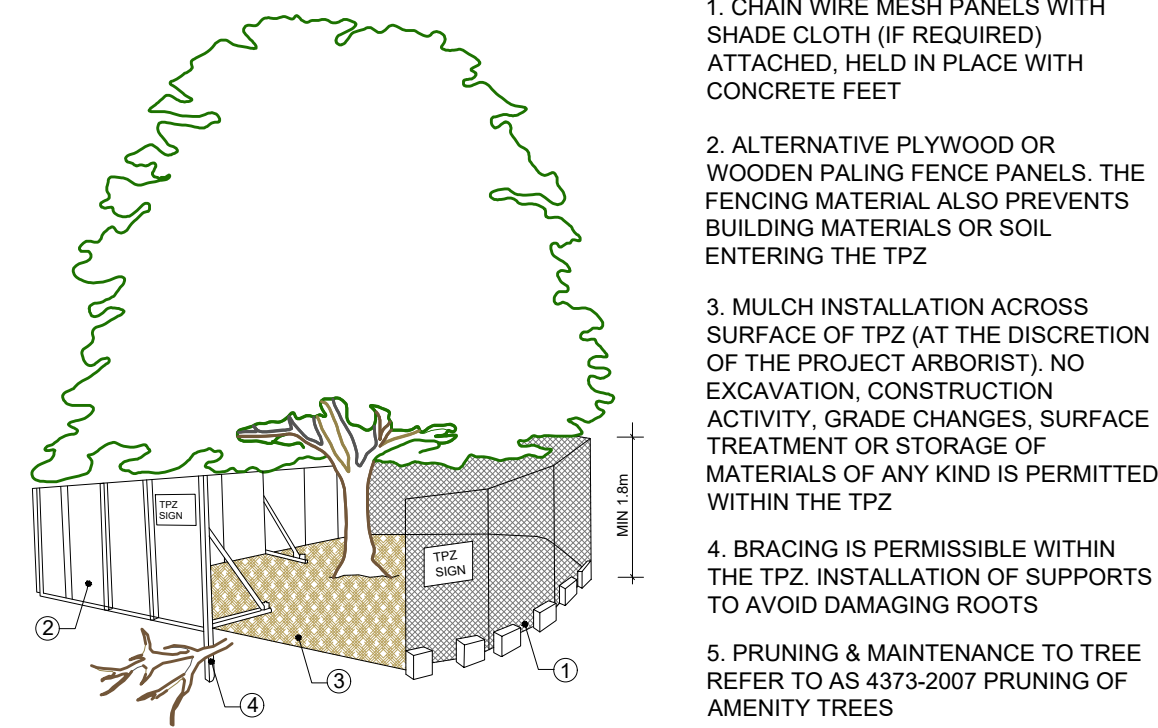 1. CHAIN WIRE MESH PANELS WITH
SHADE CLOTH (IF REQUIRED)
ATTACHED, HELD IN PLACE WITH
CONCRETE FEET
2. ALTERNATIVE PLYWOOD OR
WOODEN PALING FENCE PANELS. THE
FENCING MATERIAL ALSO PREVENTS
BUILDING MATERIALS OR SOIL
ENTERING THE TPZ
3. MULCH INSTALLATION ACROSS
SURFACE OF TPZ (AT THE DISCRETION
OF THE PROJECT ARBORIST). NO
EXCAVATION, CONSTRUCTION
ACTIVITY, GRADE CHANGES, SURFACE
TREATMENT OR STORAGE OF
MATERIALS OF ANY KIND IS PERMITTED
WITHIN THE TPZ
4. BRACING IS PERMISSIBLE WITHIN
THE TPZ. INSTALLATION OF SUPPORTS
TO AVOID DAMAGING ROOTS
5. PRUNING & MAINTENANCE TO TREE
REFER TO AS 4373-2007 PRUNING OF
AMENITY TREES
TPZ
SIGN
TPZ
SIGN
MIN 1.8m
2
3
4
1